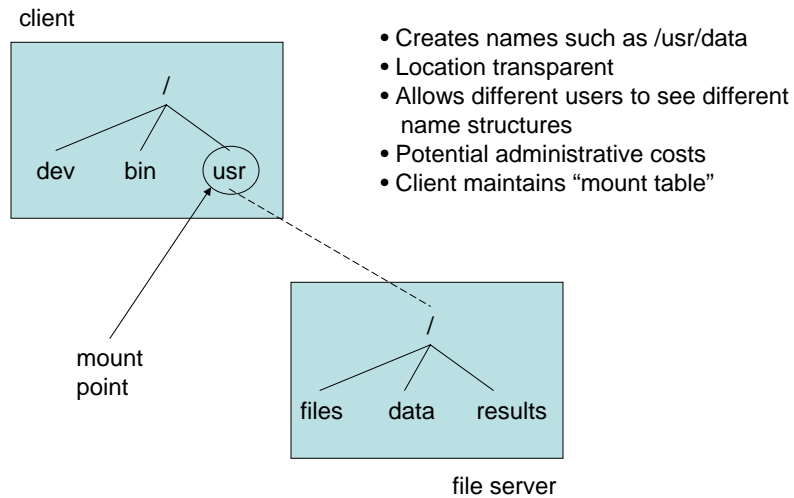 client
/
dev bin usr
mount
point
• Creates names such as /usr/data
• Location transparent
• Allows different users to see different
name structures
• Potential administrative costs
• Client maintains “mount table”
/
files data results
file server